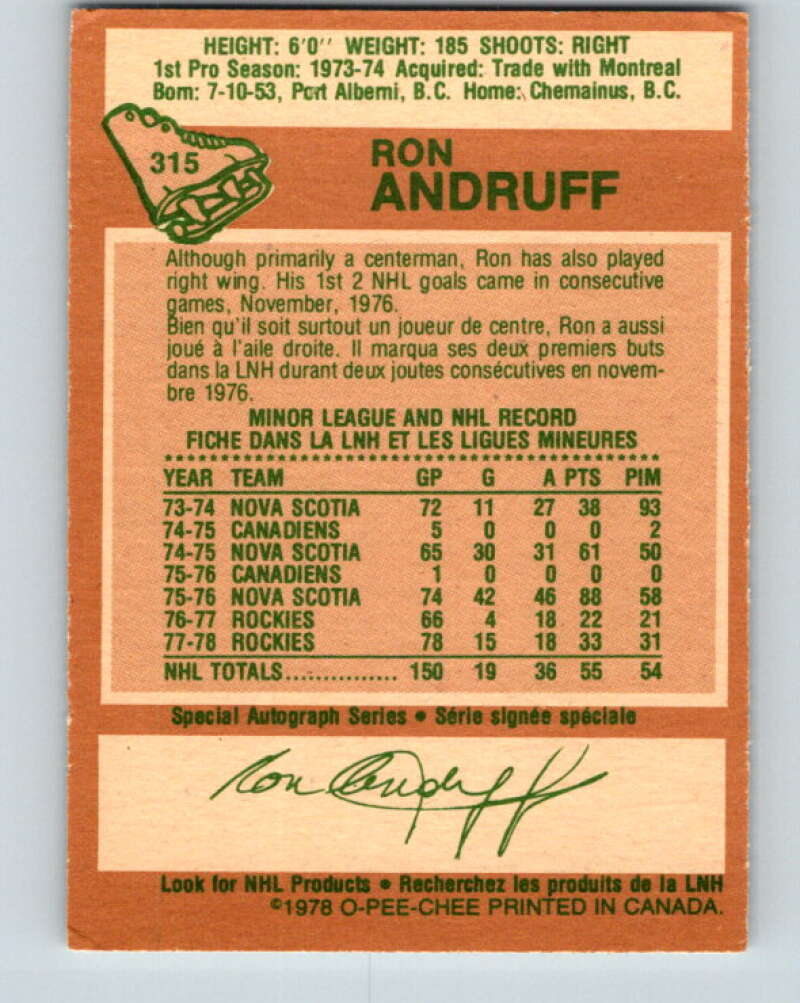 HEIGHT: 6'0'' WEIGHT: 185 SHOOTS: RIGHT
1st Pro Season: 1973-74 Acquired: Trade with Montreal
Born: 7-10-53, Port Alberni, B.C. Home: Chemainus, B.C.
315
RON
ANDRUFF
Although primarily a centerman, Ron has also played
right wing. His 1st 2 NHL goals came in consecutive
games, November, 1976.
Bien qu'il soit surtout un joueur de centre, Ron a aussi
joué à l'aile droite. Il marqua ses deux premiers buts
dans la LNH durant deux joutes consécutives en novem-
bre 1976.
MINOR LEAGUE AND NHL RECORD
FICHE DANS LA LNH ET LES LIGUES MINEURES
YEAR TEAM GP G A PTS PIM
73-74 NOVA SCOTIA 72 11 27 38 93
74-75 CANADIENS 5 0 0 0 2
74-75 NOVA SCOTIA 65 30 31 61 50
75-76 CANADIENS 1 0 0 0 0
75-76 NOVA SCOTIA 74 42 46 88 58
76-77 ROCKIES 66 4 18 22 21
77-78 ROCKIES 78 15 18 33 31
NHL TOTALS............... 150 19 36 55 54
Special Autograph Series • Série signée spéciale
Ron Andruff
Look for NHL Products • Recherchez les produits de la LNH
©1978 O-PEE-CHEE PRINTED IN CANADA.